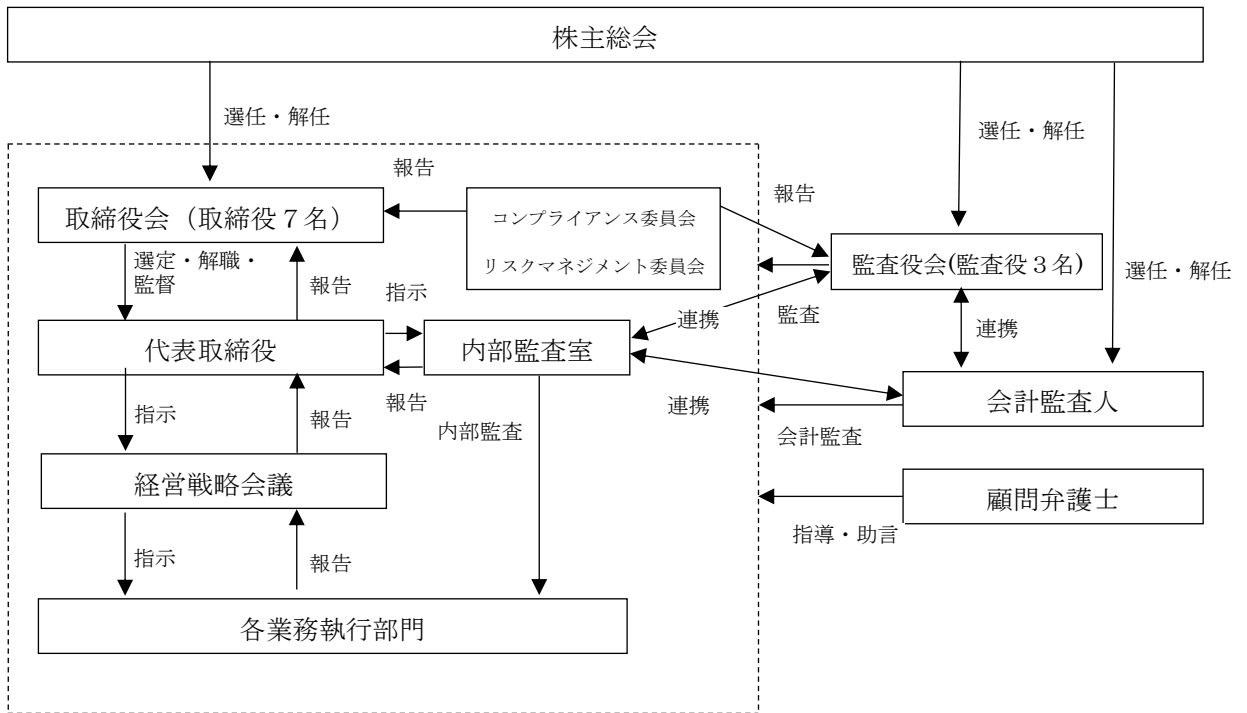 株主総会
選任・解任
選任・解任
選任・解任
報告
報告
取締役会（取締役７名）
コンプライアンス委員会
リスクマネジメント委員会
監査役会(監査役３名)
選定・解職・
監督
報告
指示
連携
監査
連携
代表取締役
内部監査室
会計監査人
指示
報告
報告
内部監査
連携
会計監査
経営戦略会議
顧問弁護士
指導・助言
指示
報告
各業務執行部門